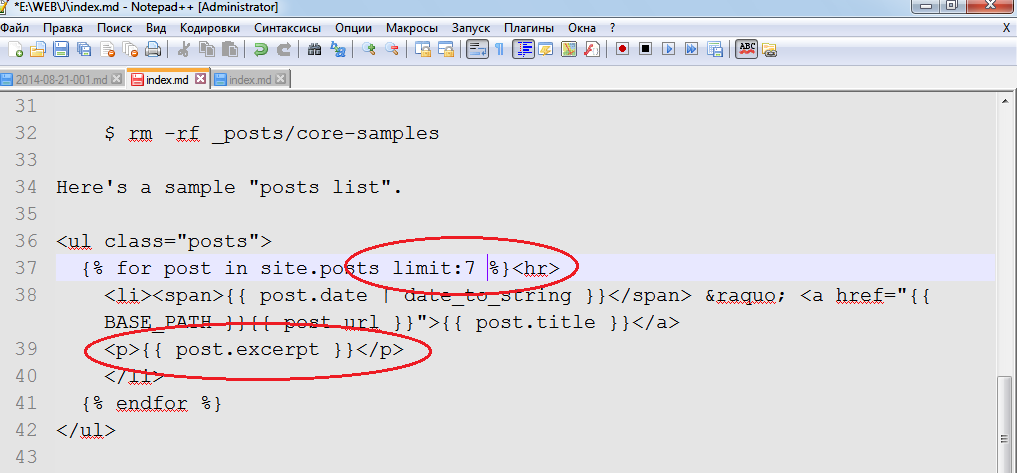 *E:\WEB\J\index.md - Notepad++ [Administrator]
Файл Правка Поиск Вид Кодировки Синтаксисы Опции Макросы Запуск Плагины Окна ? X
2014-08-21-001.md index.md index.md
31
32 $ rm -rf _posts/core-samples
33
34 Here's a sample "posts list".
35
36 <ul class="posts">
37 {% for post in site.posts limit:7 %}<hr>
38 <li><span>{{ post.date | date_to_string }}</span> &raquo; <a href="{{
BASE_PATH }}{{ post.url }}">{{ post.title }}</a>
39 <p>{{ post.excerpt }}</p>
40 </li>
41 {% endfor %}
42 </ul>
43